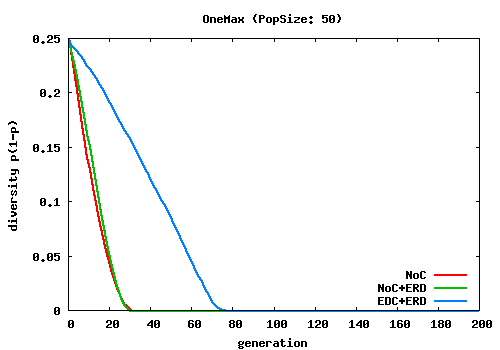 OneMax (PopSize: 50)
0.25
0.2
0.15
0.1
0.05
0
diversity p(1-p)
NoC
NoC+ERD
EDC+ERD
0 20 40 60 80 100 120 140 160 180 200
generation